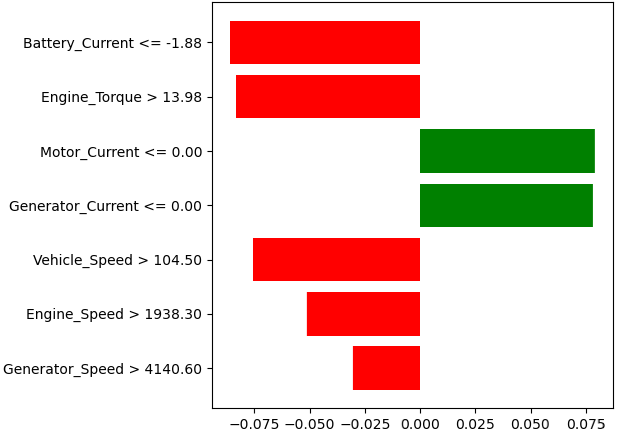 Battery_Current <= -1.88
Engine_Torque > 13.98
Motor_Current <= 0.00
Generator_Current <= 0.00
Vehicle_Speed > 104.50
Engine_Speed > 1938.30
Generator_Speed > 4140.60
−0.075 −0.050 −0.025 0.000 0.025 0.050 0.075